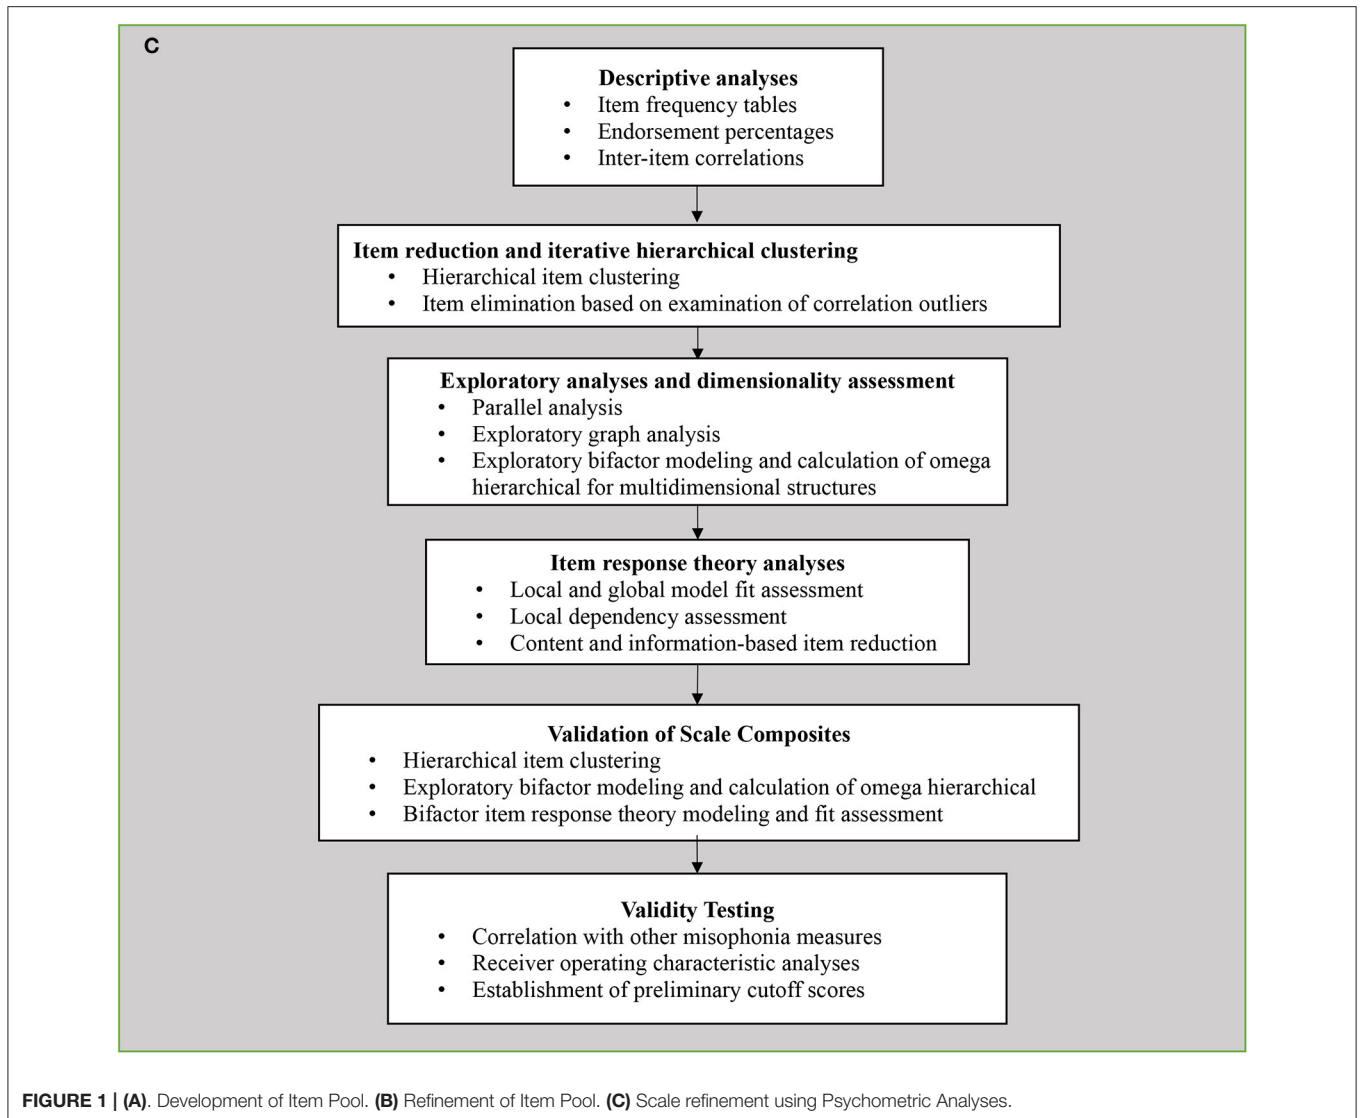 C
Descriptive analyses
• Item frequency tables
• Endorsement percentages
• Inter-item correlations
Item reduction and iterative hierarchical clustering
• Hierarchical item clustering
• Item elimination based on examination of correlation outliers
Exploratory analyses and dimensionality assessment
• Parallel analysis
• Exploratory graph analysis
• Exploratory bifactor modeling and calculation of omega
hierarchical for multidimensional structures
Item response theory analyses
• Local and global model fit assessment
• Local dependency assessment
• Content and information-based item reduction
Validation of Scale Composites
• Hierarchical item clustering
• Exploratory bifactor modeling and calculation of omega hierarchical
• Bifactor item response theory modeling and fit assessment
Validity Testing
• Correlation with other misophonia measures
• Receiver operating characteristic analyses
• Establishment of preliminary cutoff scores
FIGURE 1 | (A). Development of Item Pool. (B) Refinement of Item Pool. (C) Scale refinement using Psychometric Analyses.